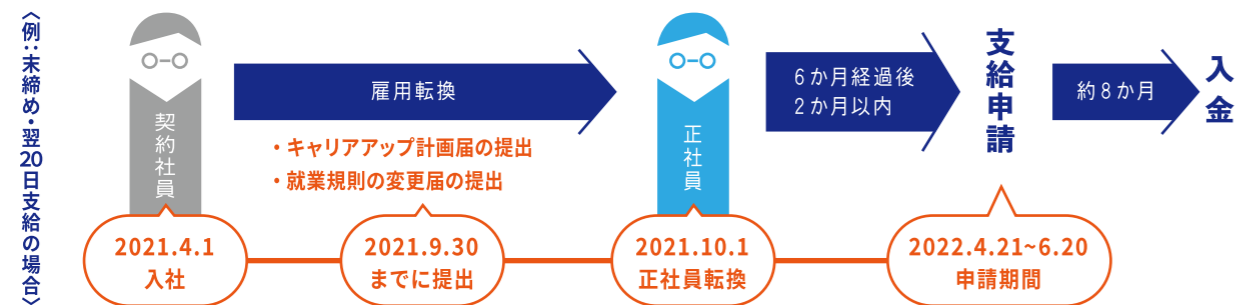 〈例：末締め・翌20日支給の場合〉
契約社員
雇用転換
・キャリアアップ計画届の提出
・就業規則の変更届の提出
正社員
6か月経過後
2か月以内
支給申請
約8か月
入金
2021.4.1
入社
2021.9.30
までに提出
2021.10.1
正社員転換
2022.4.21~6.20
申請期間